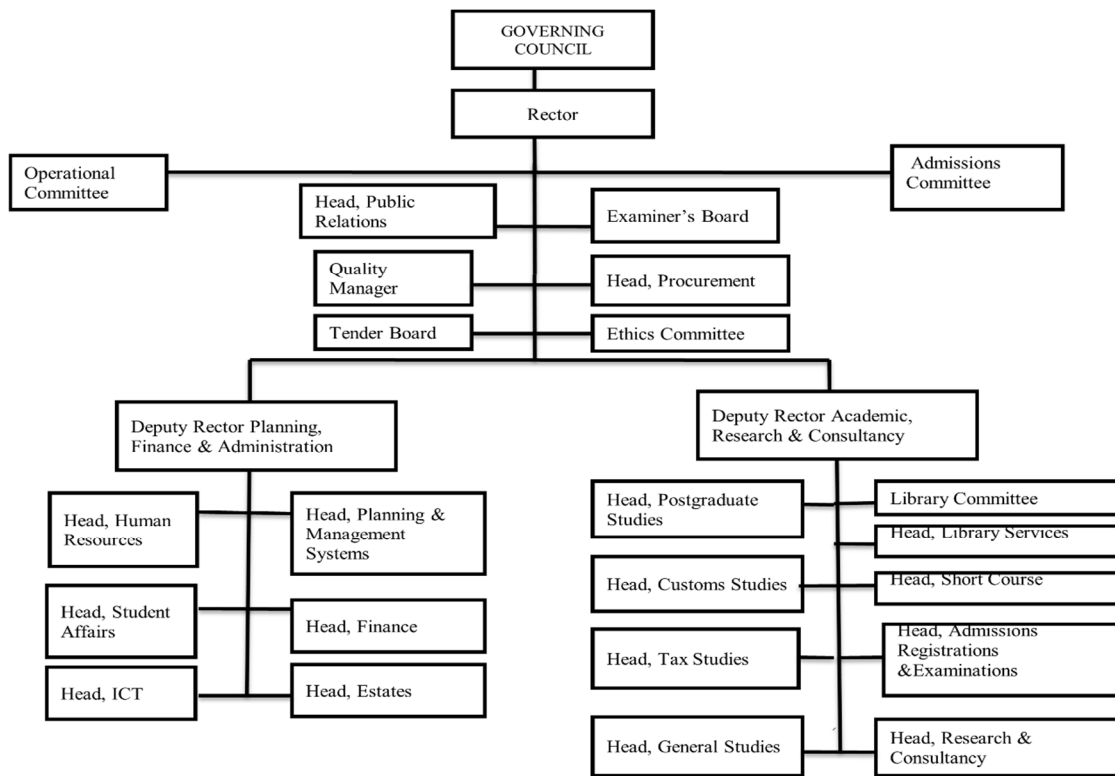 GOVERNING
COUNCIL
Rector
Operational
Committee
Admissions
Committee
Head, Public
Relations
Examiner's Board
Quality
Manager
Head, Procurement
Tender Board
Ethics Committee
Deputy Rector Planning,
Finance & Administration
Deputy Rector Academic,
Research & Consultancy
Head, Human
Resources
Head, Planning &
Management
Systems
Head, Student
Affairs
Head, Finance
Head, ICT
Head, Estates
Head, Postgraduate
Studies
Library Committee
Head, Library Services
Head, Customs Studies
Head, Short Course
Head, Tax Studies
Head, Admissions
Registrations
&Examinations
Head, General Studies
Head, Research &
Consultancy